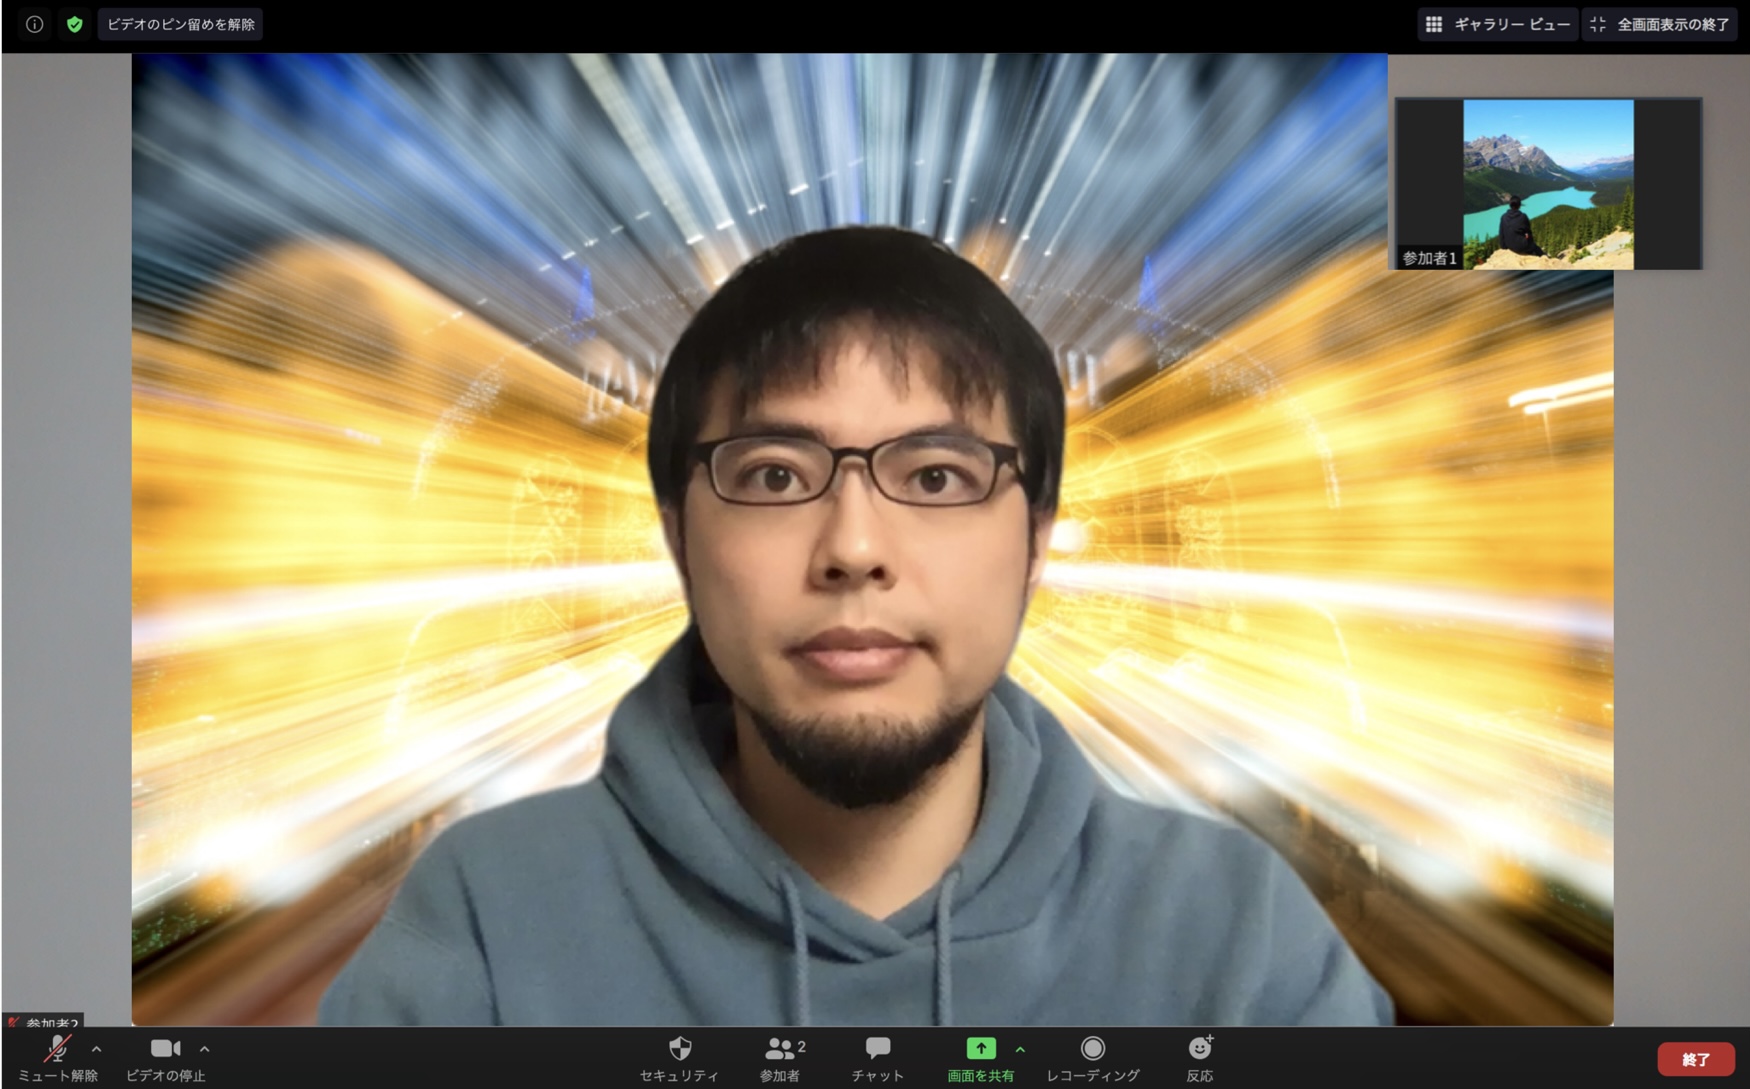 ビデオのピン留めを解除
ギャラリー ビュー
全画面表示の終了
参加者1
参加者2
ミュート解除
ビデオの停止
セキュリティ
2
参加者
チャット
画面を共有
レコーディング
反応
終了